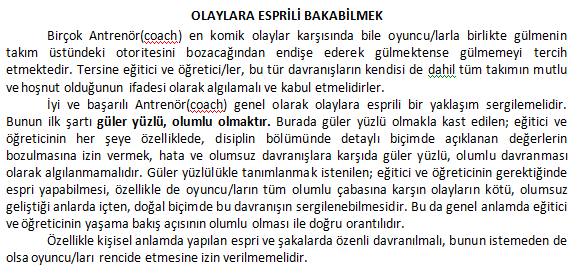 OLAYLARA ESPRİLİ BAKABİLMEK
Birçok Antrenör(coach) en komik olaylar karşısında bile oyuncu/larla birlikte gülmenin
takım üstündeki otoritesini bozacağından endişe ederek gülmektense gülmemeyi tercih
etmektedir. Tersine eğitici ve öğretici/ler, bu tür davranışların kendisi de dahil tüm takımın mutlu
ve hoşnut olduğunun ifadesi olarak algılamalı ve kabul etmelidirler.
İyi ve başarılı Antrenör(coach) genel olarak olaylara esprili bir yaklaşım sergilemelidir.
Bunun ilk şartı güler yüzlü, olumlu olmaktır. Burada güler yüzlü olmakla kast edilen; eğitici ve
öğreticinin her şeye özelliklede, disiplin bölümünde detaylı biçimde açıklanan değerlerin
bozulmasına izin vermek, hata ve olumsuz davranışlara karşıda güler yüzlü, olumlu davranması
olarak algılanmamalıdır. Güler yüzlülükle tanımlanmak istenilen; eğitici ve öğreticinin gerektiğinde
espri yapabilmesi, özellikle de oyuncu/ların tüm olumlu çabasına karşın olayların kötü, olumsuz
geliştiği anlarda içten, doğal biçimde bu davranışın sergilenebilmesidir. Bu da genel anlamda eğitici
ve öğreticinin yaşama bakış açısının olumlu olması ile doğru orantılıdır.
Özellikle kişisel anlamda yapılan espri ve şakalarda özenli davranılmalı, bunun istemeden de
olsa oyuncu/ları rencide etmesine izin verilmemelidir.